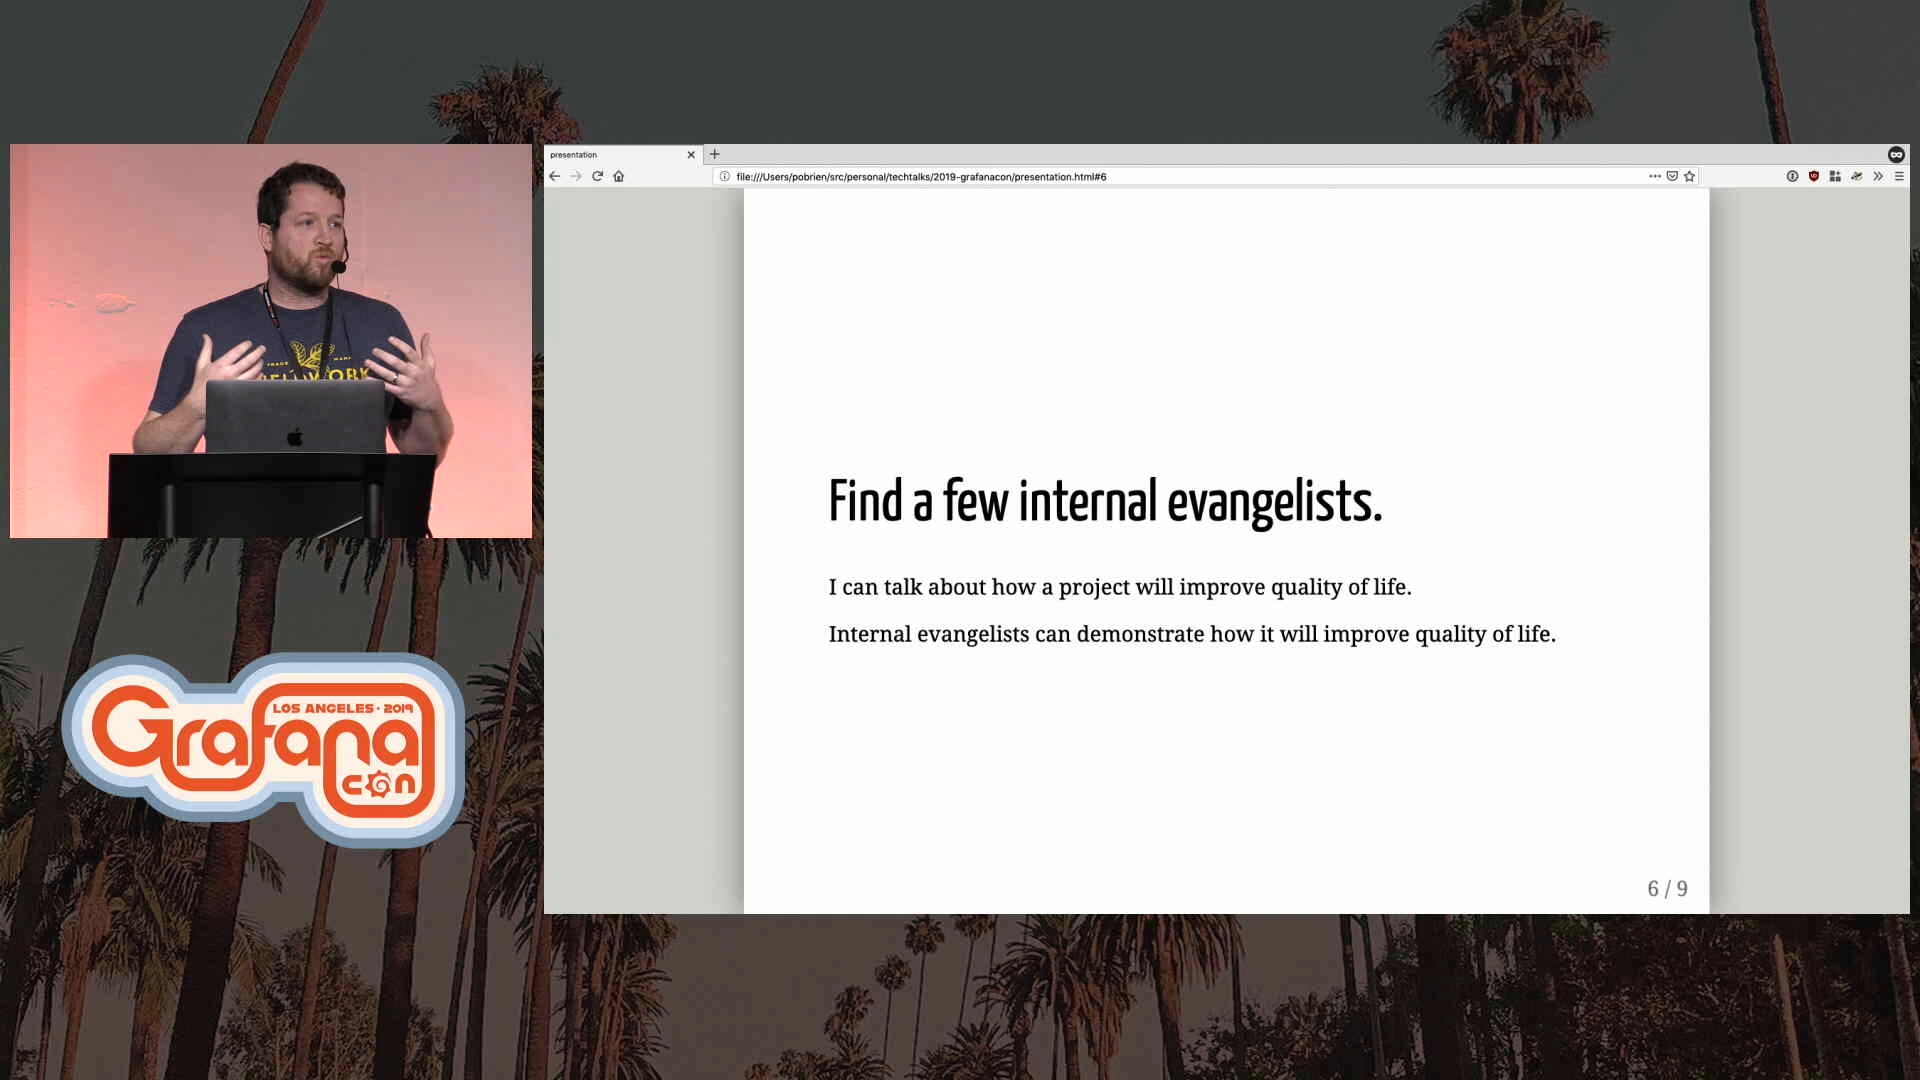 presentation
file:///Users/pobrien/src/personal/techtalks/2019-grafanacon/presentation.html#6
Find a few internal evangelists.
I can talk about how a project will improve quality of life.
Internal evangelists can demonstrate how it will improve quality of life.
6 / 9
TRADE MARK
LOS ANGELES · 2019
Grafana
con